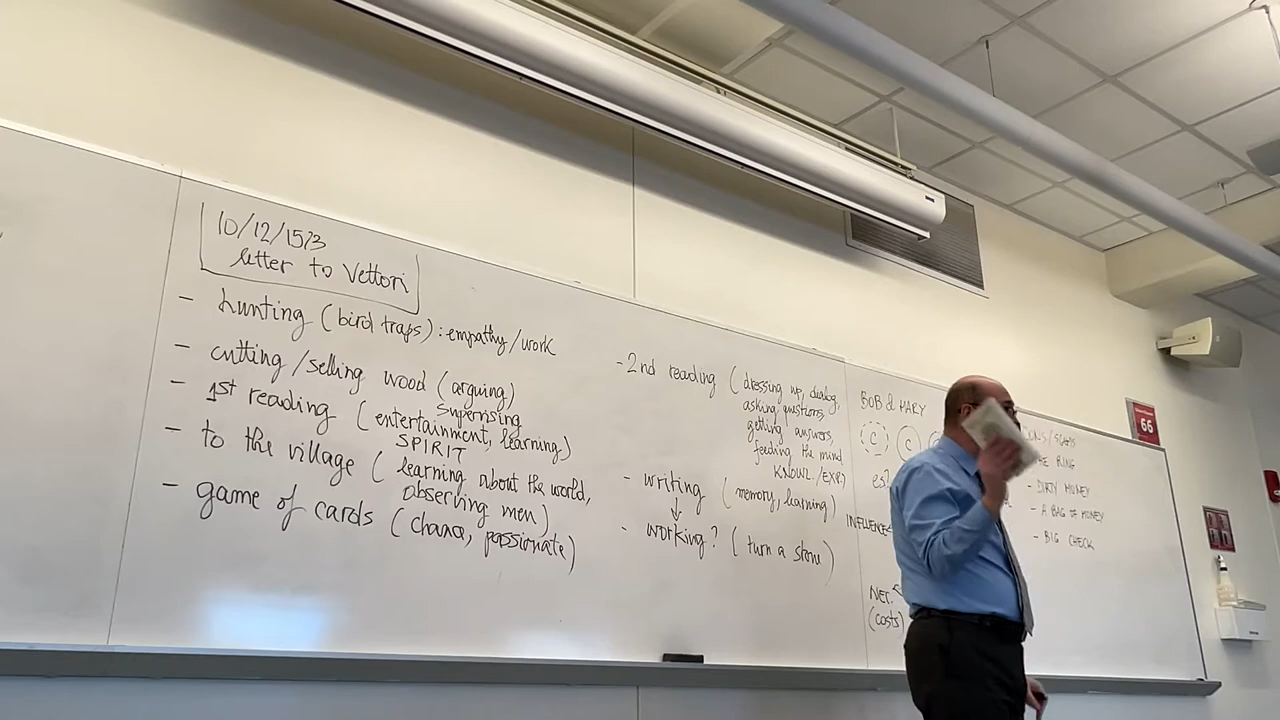 10/12/1513
letter to Vettori
- hunting (bird traps): empathy/work
- cutting/selling wood (arguing)
- 1st reading (entertainment, learning)
Supervising
SPIRIT
- to the village (learning about the world,
observing men)
- game of cards (chance, passionate)
- 2nd reading (dressing up, dialog,
asking questions,
getting answers,
feeding the mind
KNOWL./EXP.)
- writing (memory, learning)
↓
- working? (turn a stone)
BOB & MARY
C C
INFLUENCE
NEC.
(costs)
CONS/SCAMS
RING
- DIRTY MONEY
- A BAG OF MONEY
- BIG CHECK
66